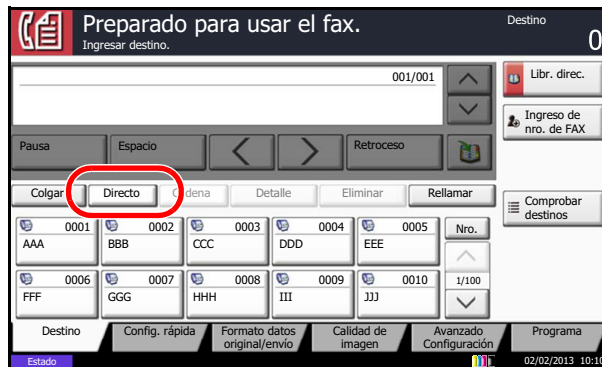 Preparado para usar el fax.
Ingresar destino.
Destino
0
001/001
Libr. direc.
Ingreso de
nro. de FAX
Pausa
Espacio
Retroceso
Colgar
Directo
Cadena
Detalle
Eliminar
Rellamar
Comprobar
destinos
0001
AAA
0002
BBB
0003
CCC
0004
DDD
0005
EEE
Nro.
0006
FFF
0007
GGG
0008
HHH
0009
III
0010
JJJ
1/100
Destino
Config. rápida
Formato datos
original/envío
Calidad de
imagen
Avanzado
Configuración
Programa
Estado
02/02/2013 10:10